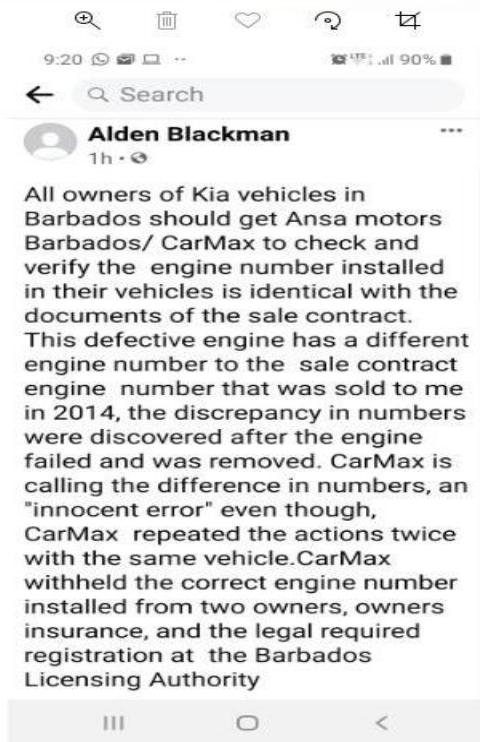 9:20
LTE 90%
Search
Alden Blackman
1h
All owners of Kia vehicles in
Barbados should get Ansa motors
Barbados/ CarMax to check and
verify the engine number installed
in their vehicles is identical with the
documents of the sale contract.
This defective engine has a different
engine number to the sale contract
engine number that was sold to me
in 2014, the discrepancy in numbers
were discovered after the engine
failed and was removed. CarMax is
calling the difference in numbers, an
"innocent error" even though,
CarMax repeated the actions twice
with the same vehicle.CarMax
withheld the correct engine number
installed from two owners, owners
insurance, and the legal required
registration at the Barbados
Licensing Authority